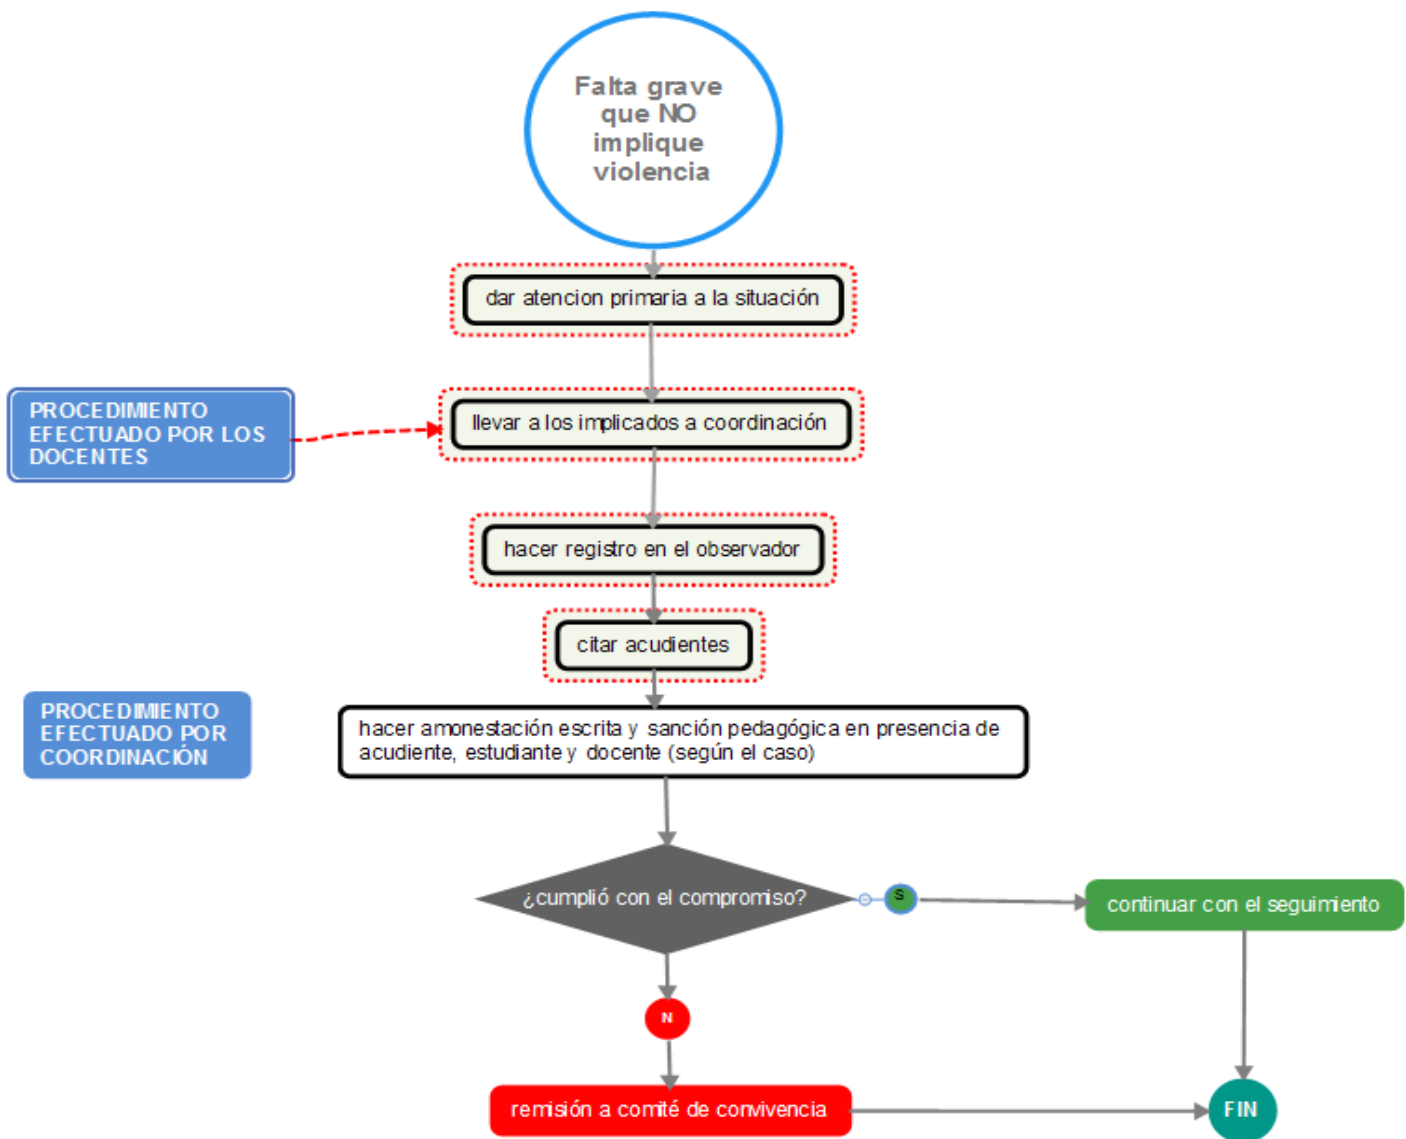 Falta grave
que NO
implique
violencia
dar atencion primaria a la situación
PROCEDIMIENTO
EFECTUADO POR LOS
DOCENTES
llevar a los implicados a coordinación
hacer registro en el observador
citar acudientes
PROCEDIMIENTO
EFECTUADO POR
COORDINACIÓN
hacer amonestación escrita y sanción pedagógica en presencia de
acudiente, estudiante y docente (según el caso)
¿cumplió con el compromiso?
S
continuar con el seguimiento
N
remisión a comité de convivencia
FIN